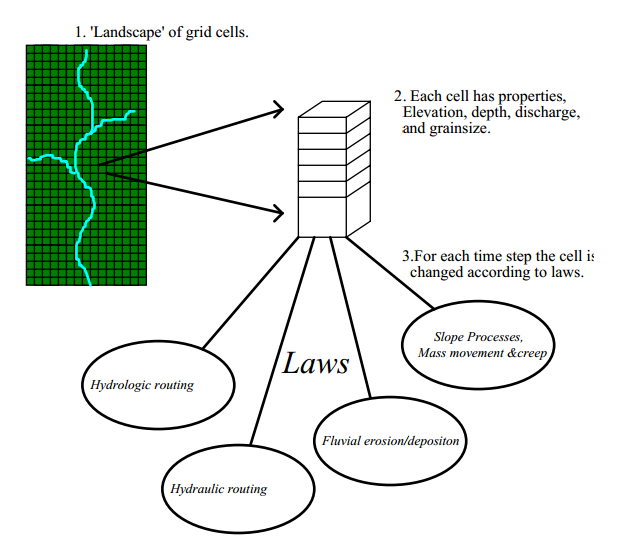 1. 'Landscape' of grid cells.
2. Each cell has properties,
Elevation, depth, discharge,
and grainsize.
3.For each time step the cell is
changed according to laws.
Slope Processes,
Mass movement &creep
Laws
Hydrologic routing
Fluvial erosion/depositon
Hydraulic routing